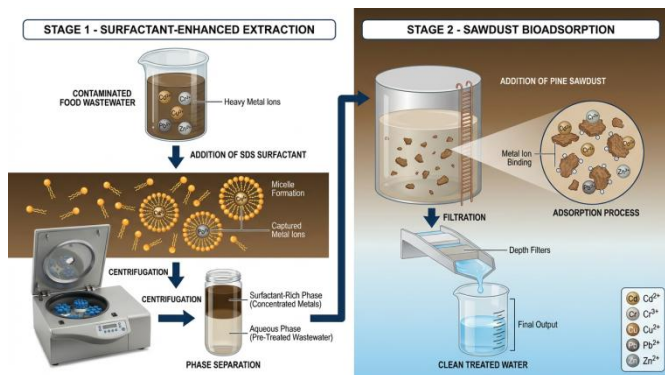 STAGE 1 - SURFACTANT-ENHANCED EXTRACTION
CONTAMINATED
FOOD WASTEWATER
Heavy Metal Ions
ADDITION OF SDS SURFACTANT
Micelle
Formation
Captured
Metal Ions
CENTRIFUGATION
CENTRIFUGATION
Surfactant-Rich Phase
(Concentrated Metals)
Aqueous Phase
(Pre-Treated Wastewater)
PHASE SEPARATION
STAGE 2 - SAWDUST BIOADSORPTION
ADDITION OF PINE SAWDUST
Metal Ion
Binding
ADSORPTION PROCESS
FILTRATION
Depth Filters
Final Output
CLEAN TREATED WATER
Cd Cd²⁺
Cr Cr³⁺
Cu Cu²⁺
Pb Pb²⁺
Zn Zn²⁺